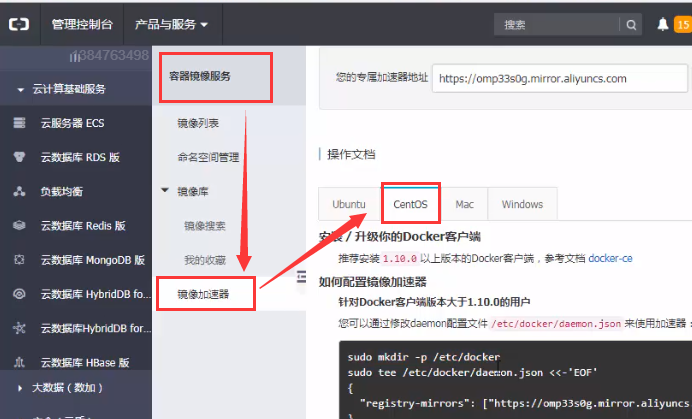 管理控制台 产品与服务 搜索 15
1384763498
云计算基础服务
云服务器 ECS
云数据库 RDS 版
负载均衡
云数据库 Redis 版
云数据库 MongoDB 版
云数据库 HybridDB fo...
云数据库HybridDB for...
云数据库 HBase 版
大数据（数加）
容器镜像服务
镜像列表
命名空间管理
镜像库
镜像搜索
我的收藏
镜像加速器
您的专属加速器地址 https://omp33s0g.mirror.aliyuncs.com
操作文档
Ubuntu CentOS Mac Windows
安装 / 升级你的Docker客户端
推荐安装 1.10.0 以上版本的Docker客户端，参考文档 docker-ce
如何配置镜像加速器
针对Docker客户端版本大于1.10.0的用户
您可以通过修改daemon配置文件 /etc/docker/daemon.json 来使用加速器：
sudo mkdir -p /etc/docker
sudo tee /etc/docker/daemon.json <<-'EOF'
{
"registry-mirrors": ["https://omp33s0g.mirror.aliyuncs
}